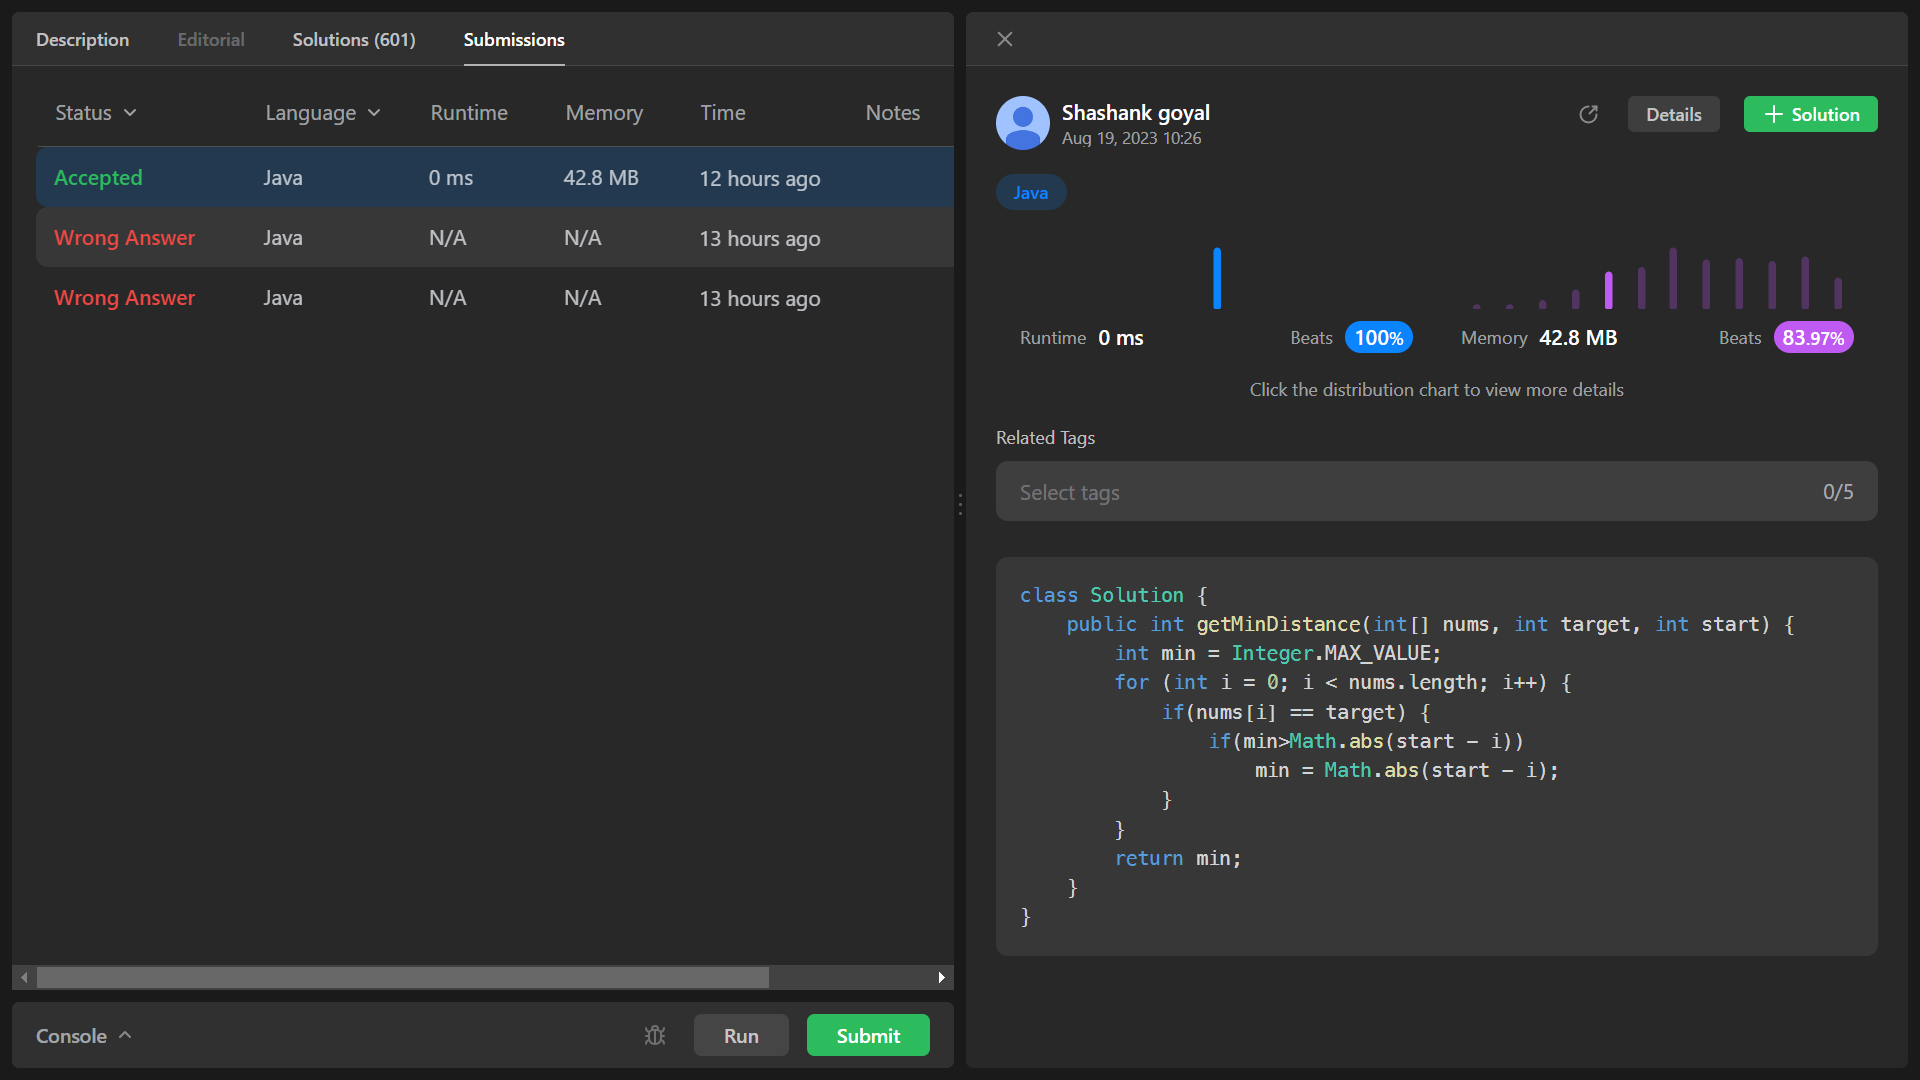 Description Editorial Solutions (601) Submissions
Status Language Runtime Memory Time Notes
Accepted Java 0 ms 42.8 MB 12 hours ago
Wrong Answer Java N/A N/A 13 hours ago
Wrong Answer Java N/A N/A 13 hours ago
Console Run Submit
Shashank goyal
Aug 19, 2023 10:26
Details + Solution
Java
Runtime 0 ms Beats 100% Memory 42.8 MB Beats 83.97%
Click the distribution chart to view more details
Related Tags
Select tags 0/5
class Solution {
    public int getMinDistance(int[] nums, int target, int start) {
        int min = Integer.MAX_VALUE;
        for (int i = 0; i < nums.length; i++) {
            if(nums[i] == target) {
                if(min>Math.abs(start - i))
                    min = Math.abs(start - i);
            }
        }
        return min;
    }
}